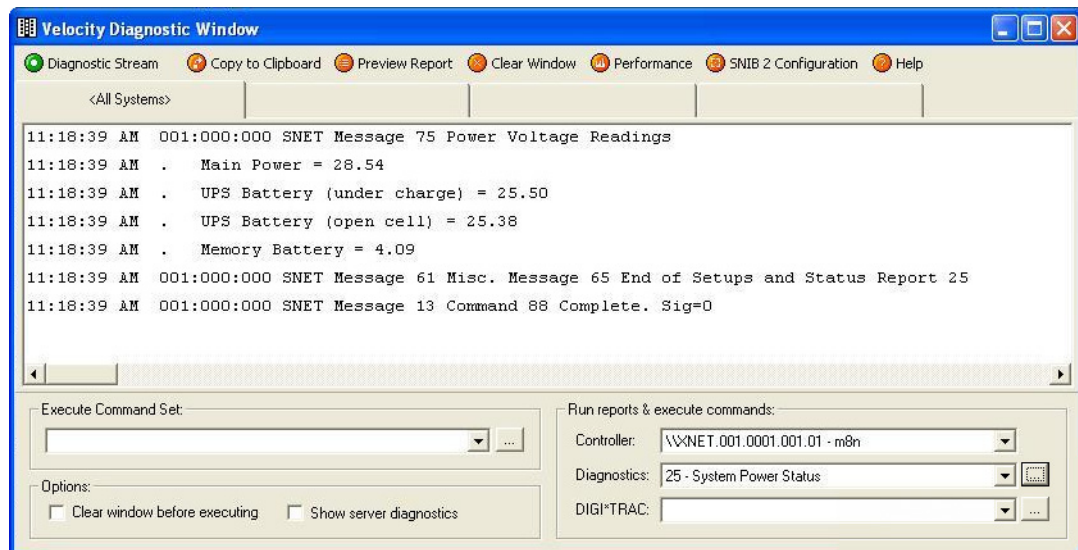 Velocity Diagnostic Window
Diagnostic Stream Copy to Clipboard Preview Report Clear Window Performance SNIB 2 Configuration Help
<All Systems>
11:18:39 AM 001:000:000 SNET Message 75 Power Voltage Readings
11:18:39 AM . Main Power = 28.54
11:18:39 AM . UPS Battery (under charge) = 25.50
11:18:39 AM . UPS Battery (open cell) = 25.38
11:18:39 AM . Memory Battery = 4.09
11:18:39 AM 001:000:000 SNET Message 61 Misc. Message 65 End of Setups and Status Report 25
11:18:39 AM 001:000:000 SNET Message 13 Command 88 Complete. Sig=0
Execute Command Set:
...
Options:
Clear window before executing Show server diagnostics
Run reports & execute commands:
Controller: \\XNET.001.0001.001.01 - m8n
Diagnostics: 25 - System Power Status ...
DIGI*TRAC: ...